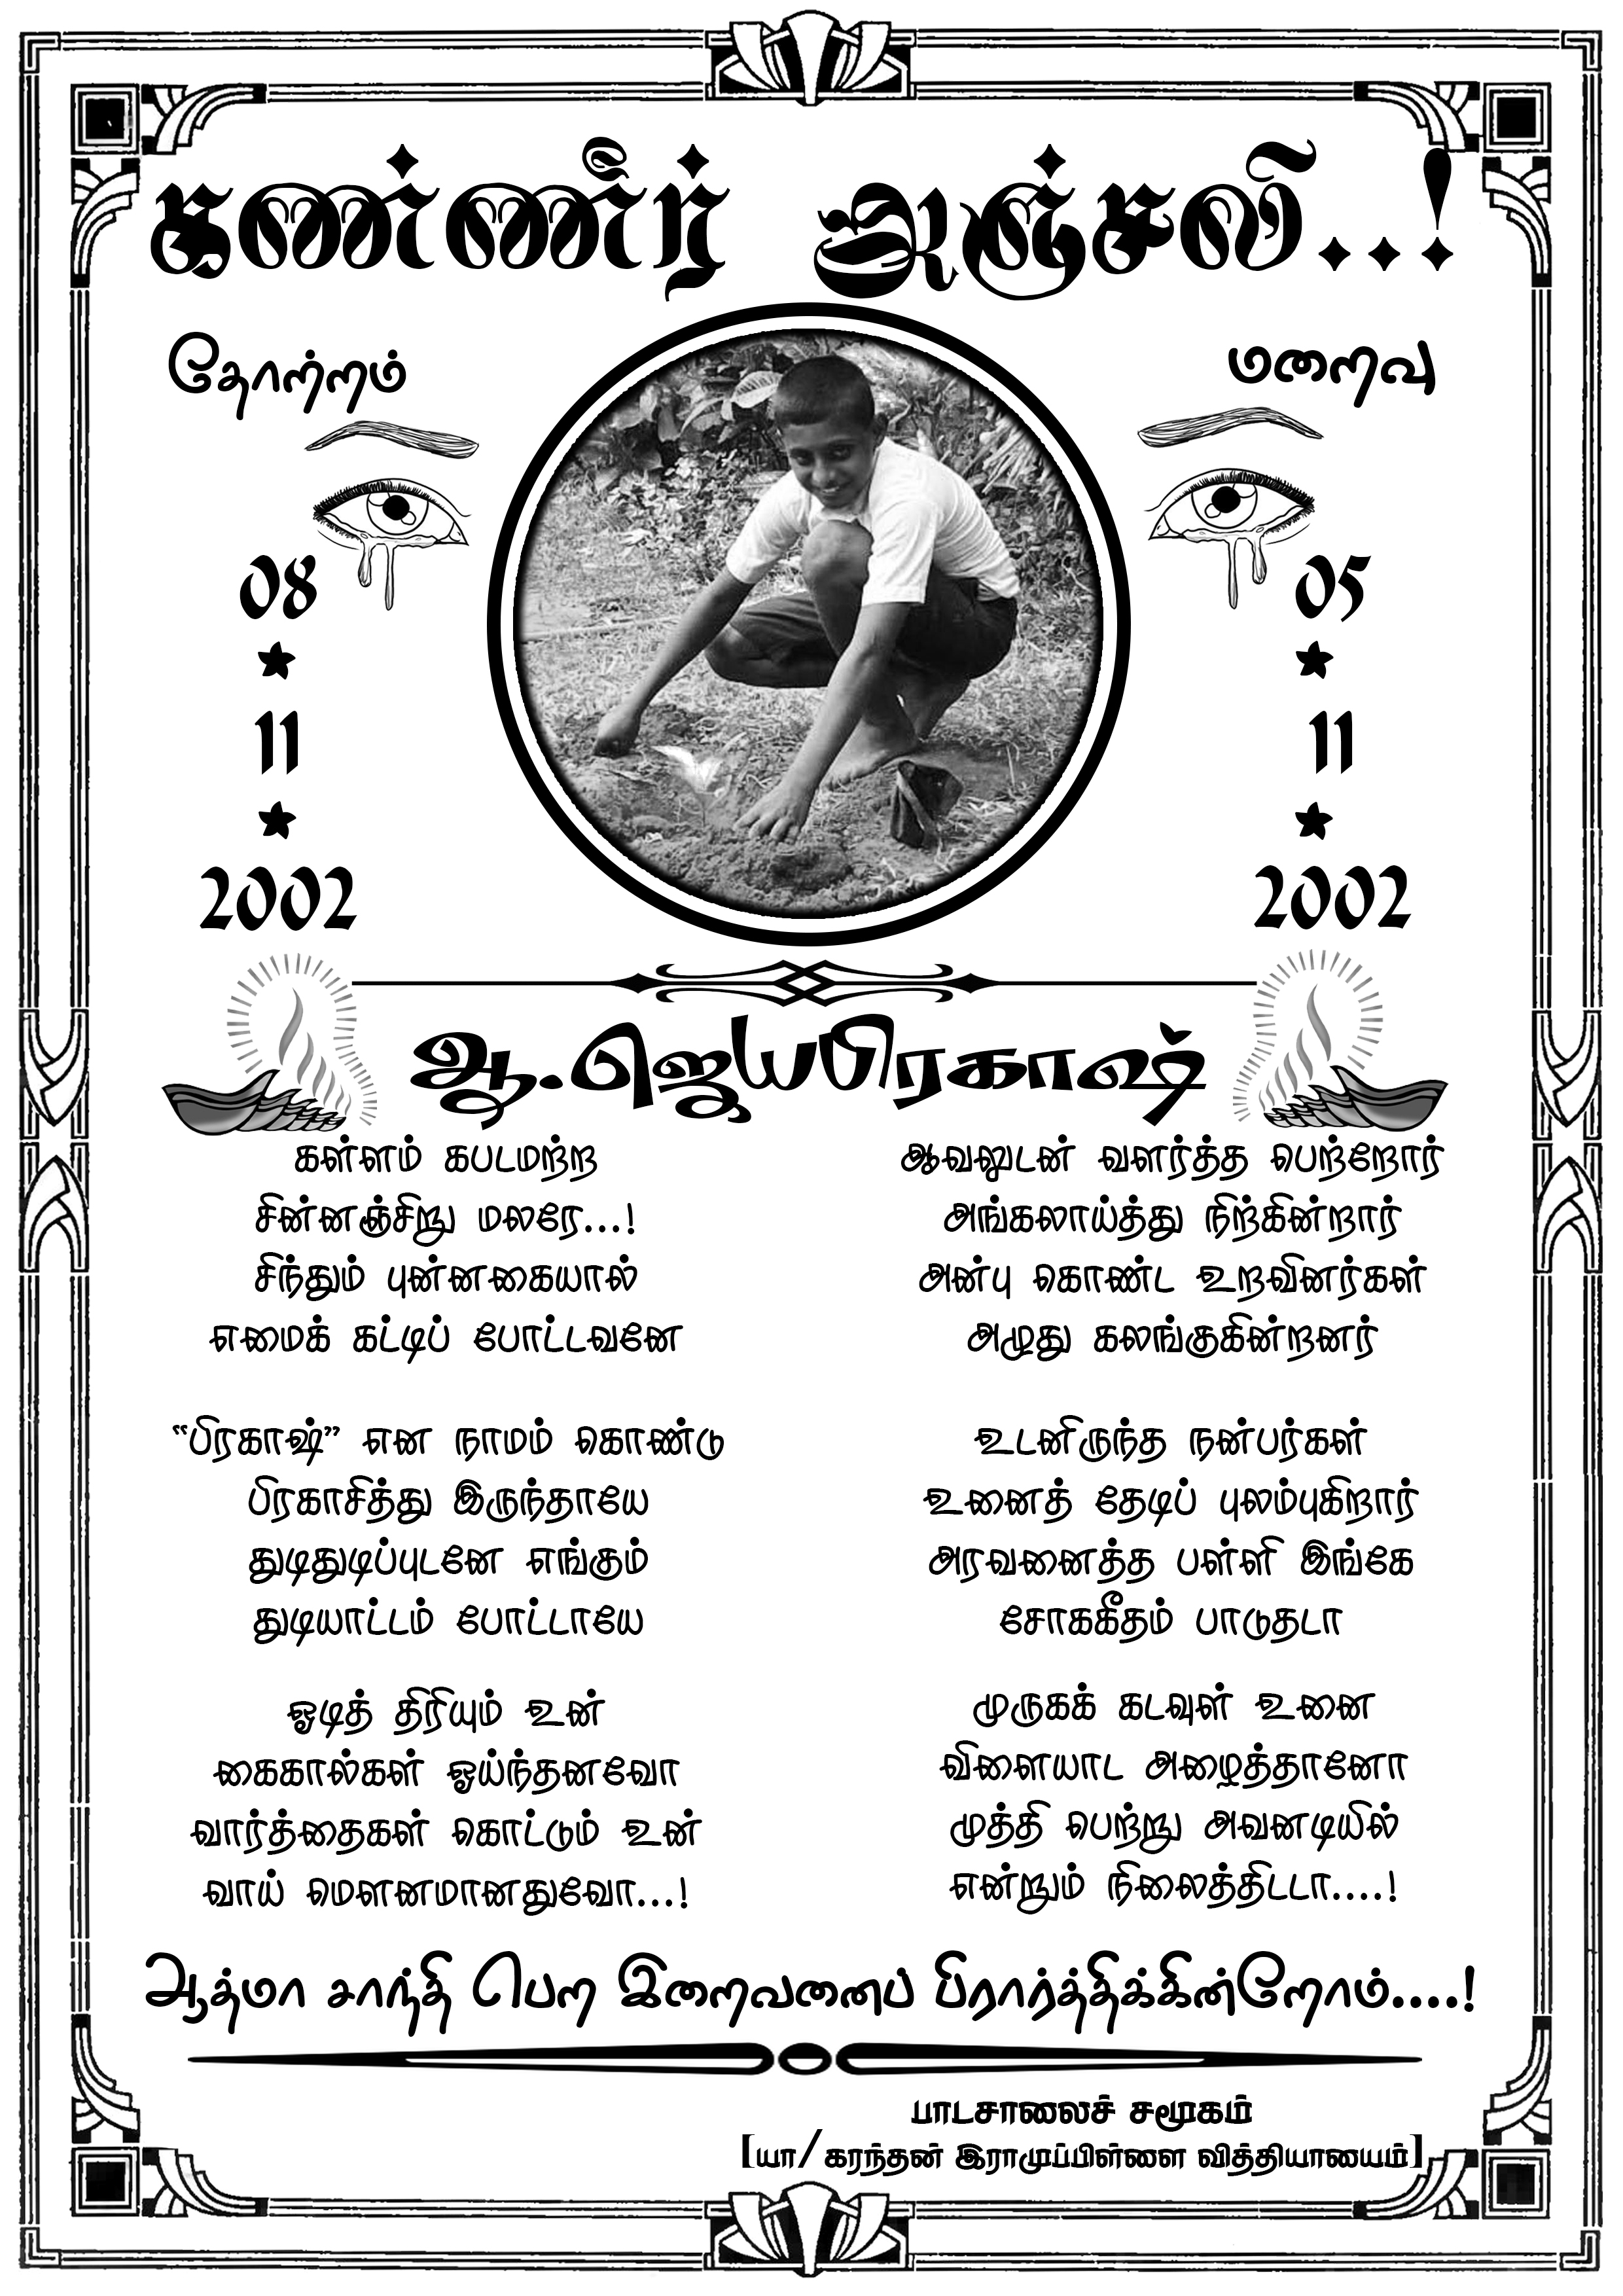 கண்ணீர் அஞ்சலி..!
தோற்றம்
08
11
2002
மறைவு
05
11
2002
ஆ.ஜெயபிரகாஷ்
கள்ளம் கபடமற்ற
சின்னஞ்சிறு மலரே...!
சிந்தும் புன்னகையால்
எமைக் கட்டிப் போட்டவனே
“பிரகாஷ்” என நாமம் கொண்டு
பிரகாசித்து இருந்தாயே
துடிதுடிப்புடனே எங்கும்
துடியாட்டம் போட்டாயே
ஓடித் திரியும் உன்
கைகால்கள் ஓய்ந்தனவோ
வார்த்தைகள் கொட்டும் உன்
வாய் மௌனமானதுவோ...!
ஆவலுடன் வளர்த்த பெற்றோர்
அங்கலாய்த்து நிற்கின்றார்
அன்பு கொண்ட உறவினர்கள்
அழுது கலங்குகின்றனர்
உடனிருந்த நன்பர்கள்
உனைத் தேடிப் புலம்புகிறார்
அரவனைத்த பள்ளி இங்கே
சோககீதம் பாடுதடா
முருகக் கடவுள் உனை
விளையாட அழைத்தானோ
முத்தி பெற்று அவனடியில்
என்றும் நிலைத்திடடா....!
ஆத்மா சாந்தி பெற இறைவனைப் பிரார்த்திக்கின்றோம்....!
பாடசாலைச் சமூகம்
[யா/கரந்தன் இராமுப்பிள்ளை வித்தியாயைம்]